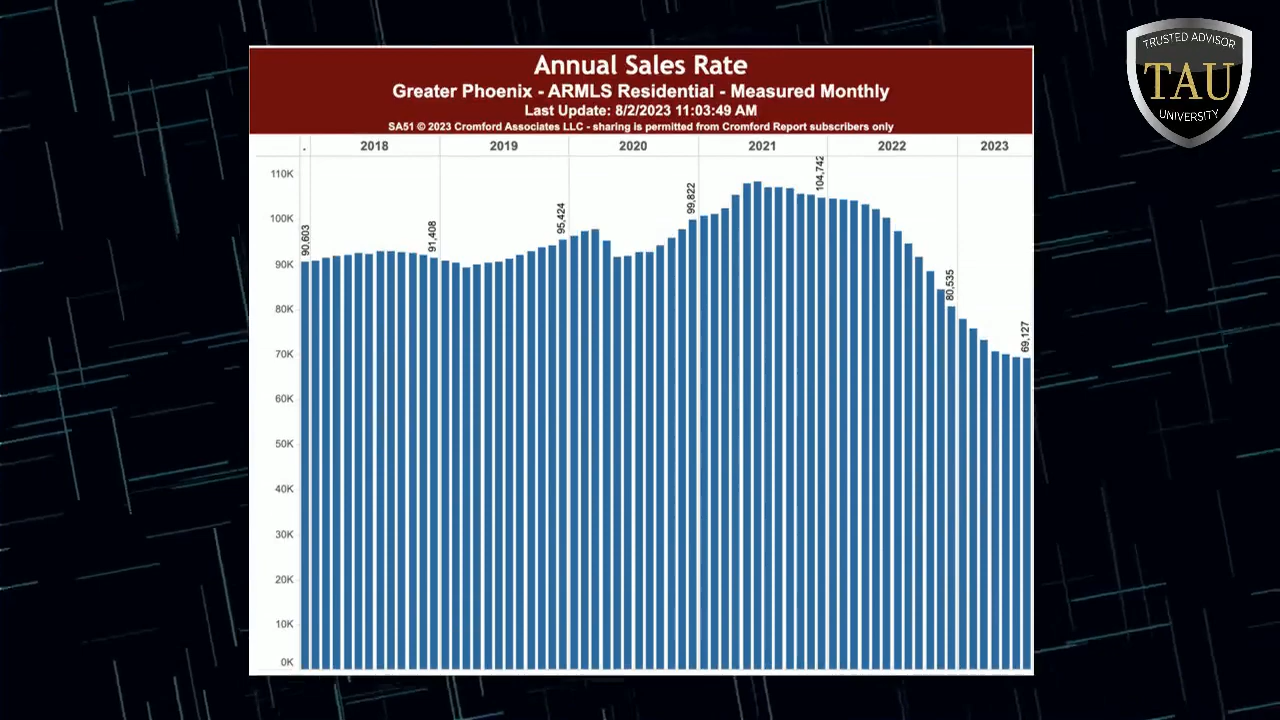 TRUSTED ADVISOR
TAU
UNIVERSITY
Annual Sales Rate
Greater Phoenix - ARMLS Residential - Measured Monthly
Last Update: 8/2/2023 11:03:49 AM
SA51 © 2023 Cromford Associates LLC - sharing is permitted from Cromford Report subscribers only
. 2018 2019 2020 2021 2022 2023
110K
100K
90K
80K
70K
60K
50K
40K
30K
20K
10K
0K
90,603
91,408
95,424
99,822
104,742
80,535
69,127